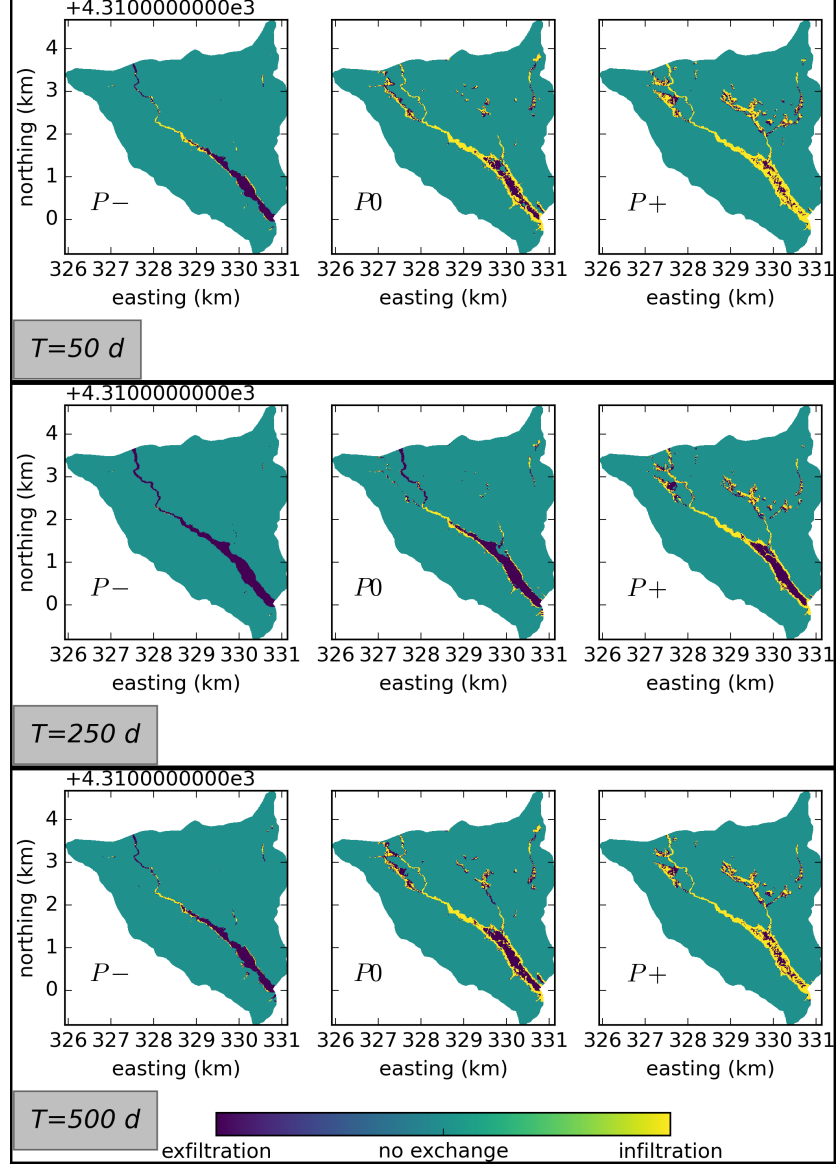 +4.3100000000e3
4
3
2
1
0
northing (km)
P−
P0
P+
326 327 328 329 330 331
326 327 328 329 330 331
326 327 328 329 330 331
easting (km)
easting (km)
easting (km)
T=50 d
+4.3100000000e3
4
3
2
1
0
northing (km)
P−
P0
P+
326 327 328 329 330 331
326 327 328 329 330 331
326 327 328 329 330 331
easting (km)
easting (km)
easting (km)
T=250 d
+4.3100000000e3
4
3
2
1
0
northing (km)
P−
P0
P+
326 327 328 329 330 331
326 327 328 329 330 331
326 327 328 329 330 331
easting (km)
easting (km)
easting (km)
T=500 d
exfiltration
no exchange
infiltration